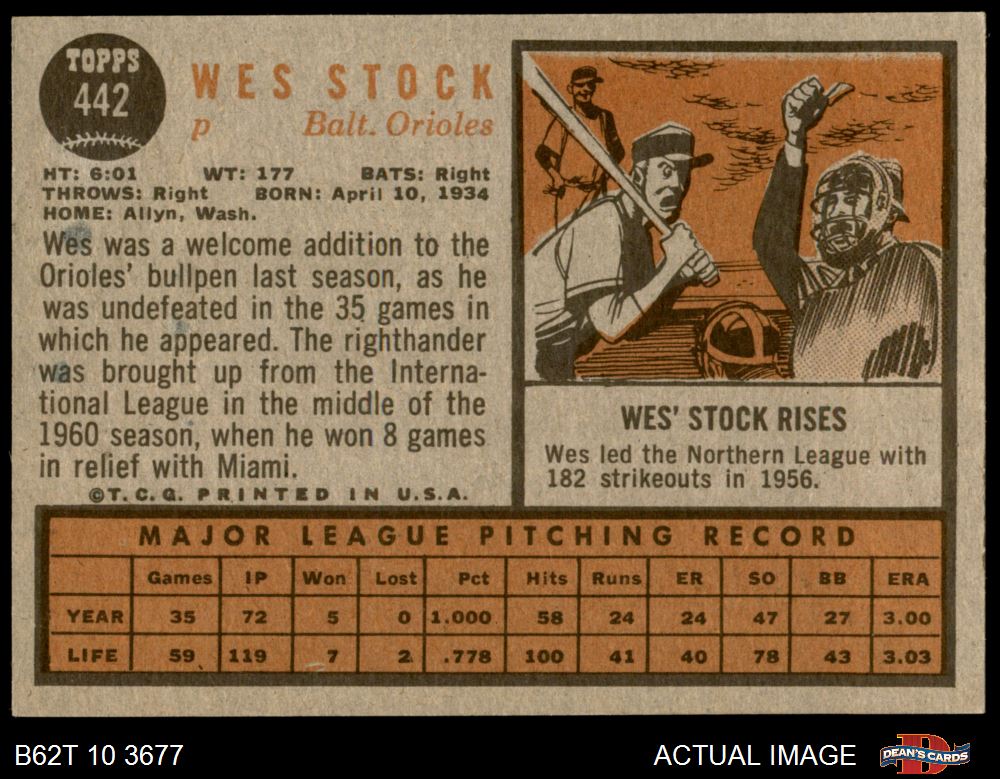 TOPPS
442
WES STOCK
p Balt. Orioles
HT: 6:01 WT: 177 BATS: Right
THROWS: Right BORN: April 10, 1934
HOME: Allyn, Wash.
Wes was a welcome addition to the
Orioles' bullpen last season, as he
was undefeated in the 35 games in
which he appeared. The righthander
was brought up from the Interna-
tional League in the middle of the
1960 season, when he won 8 games
in relief with Miami.
©T.C.G. PRINTED IN U.S.A.
WES' STOCK RISES
Wes led the Northern League with
182 strikeouts in 1956.
MAJOR LEAGUE PITCHING RECORD
Games IP Won Lost Pct Hits Runs ER SO BB ERA
YEAR 35 72 5 0 1.000 58 24 24 47 27 3.00
LIFE 59 119 7 2 .778 100 41 40 78 43 3.03
B62T 10 3677 ACTUAL IMAGE DEAN'S CARDS